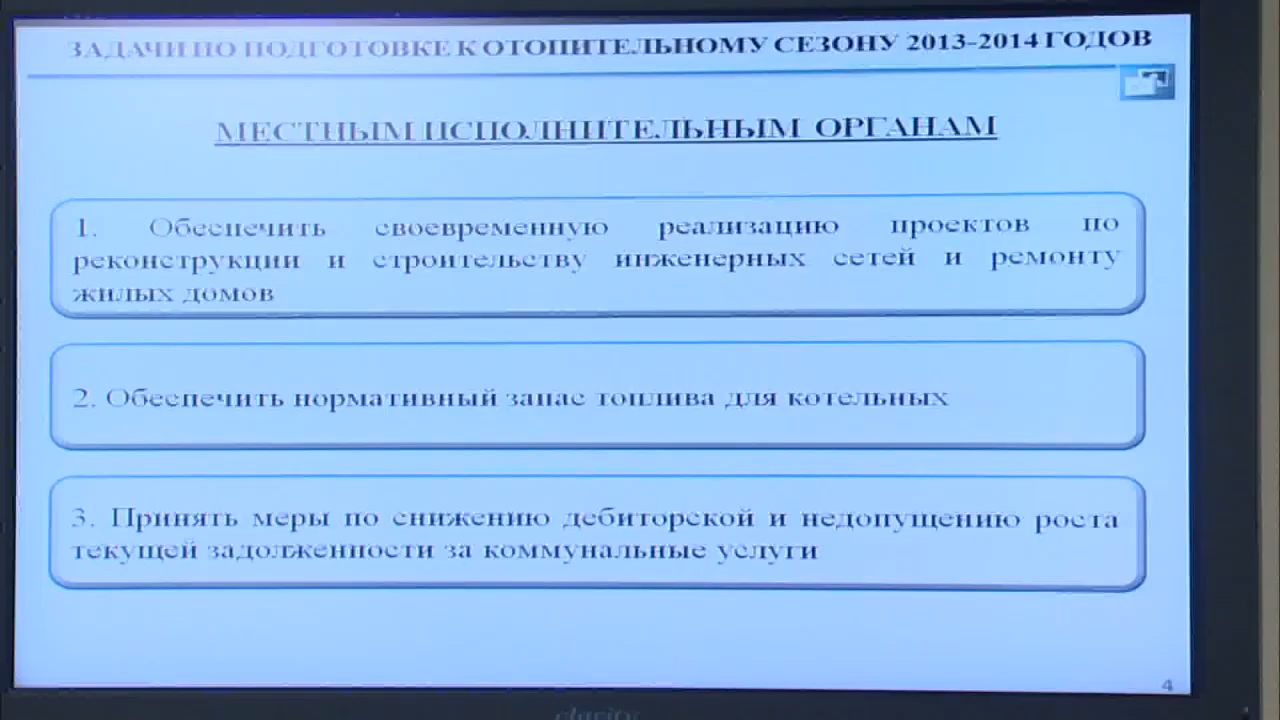 ЗАДАЧИ ПО ПОДГОТОВКЕ К ОТОПИТЕЛЬНОМУ СЕЗОНУ 2013-2014 ГОДОВ
МЕСТНЫМ ИСПОЛНИТЕЛЬНЫМ ОРГАНАМ
1. Обеспечить своевременную реализацию проектов по
реконструкции и строительству инженерных сетей и ремонту
жилых домов
2. Обеспечить нормативный запас топлива для котельных
3. Принять меры по снижению дебиторской и недопущению роста
текущей задолженности за коммунальные услуги
4
clarity